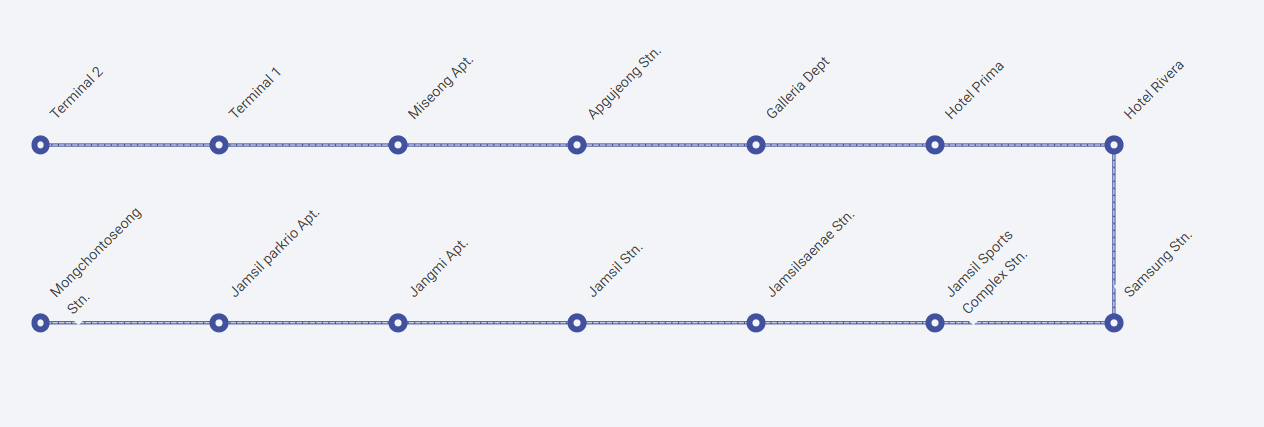 Terminal 2
Terminal 1
Miseong Apt.
Apgujeong Stn.
Galleria Dept
Hotel Prima
Hotel Rivera
Mongchontoseong
Stn.
Jamsil parkrio Apt.
Jangmi Apt.
Jamsil Stn.
Jamsilsaenae Stn.
Jamsil Sports
Complex Stn.
Samsung Stn.